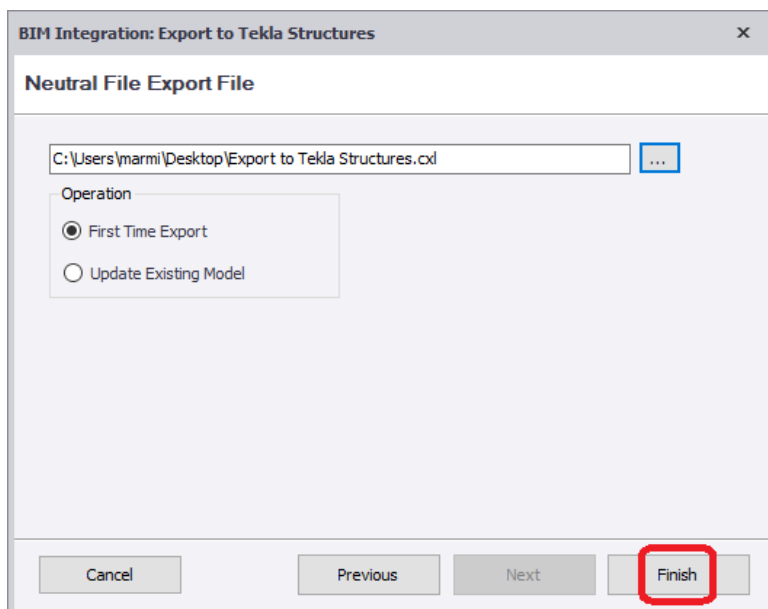 BIM Integration: Export to Tekla Structures
Neutral File Export File
C:\Users\marmi\Desktop\Export to Tekla Structures.cxl
...
Operation
First Time Export
Update Existing Model
Cancel Previous Next Finish